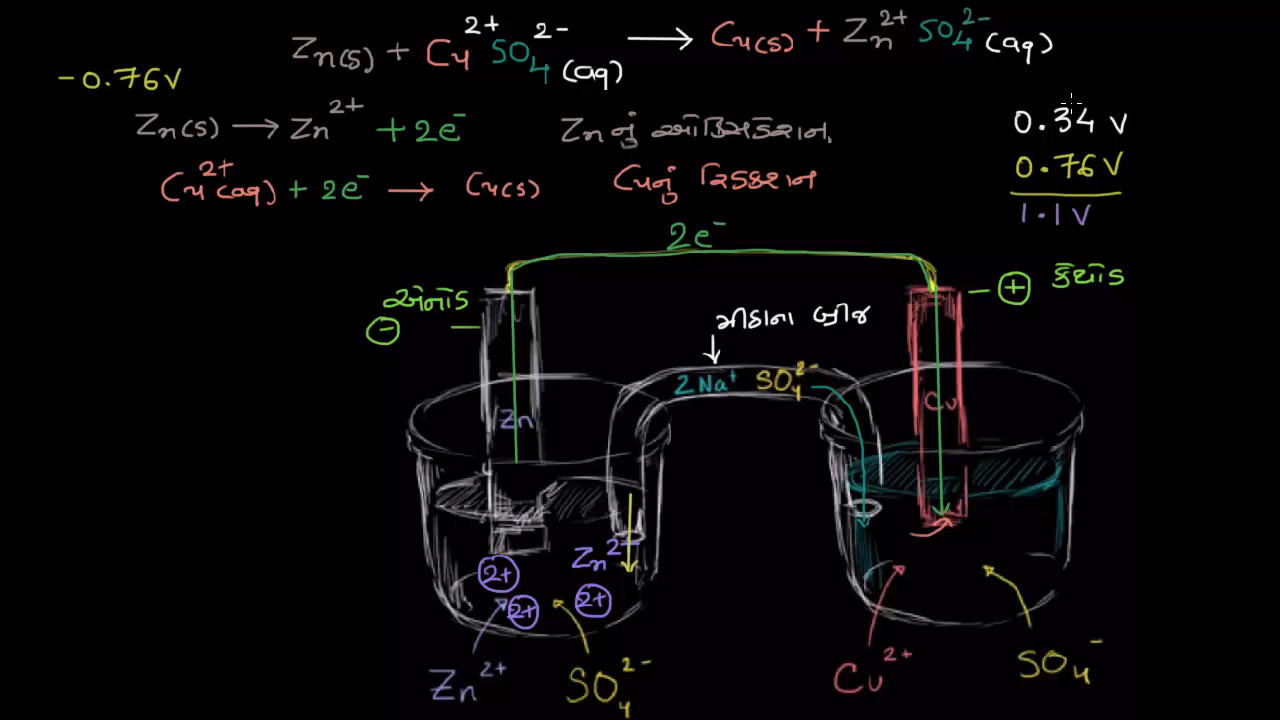 Zn(s) + Cu²⁺SO₄²⁻(aq) → Cu(s) + Zn²⁺SO₄²⁻(aq)
-0.76V
Zn(s) → Zn²⁺ + 2e⁻ Znનું ઓક્સિડેશન
0.34 V
Cu²⁺(aq) + 2e⁻ → Cu(s) Cuનું રિડક્શન
0.76 V
1.1 V
2e⁻
એનોડ
⊖
⊕ કેથોડ
મીઠાના બ્રીજ
2Na⁺ SO₄²⁻
Zn
Cu
Zn²⁻
2+
2+
2+
Zn²⁺
SO₄²⁻
Cu²⁺
SO₄⁻